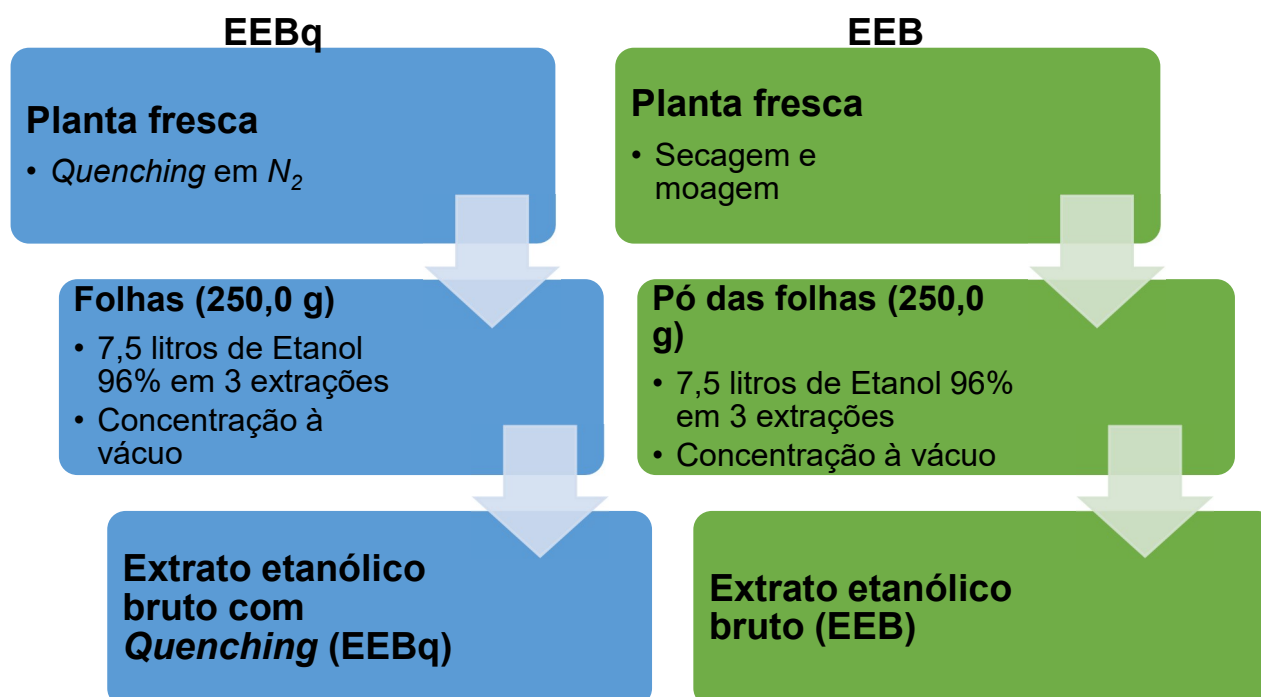 EEBq
Planta fresca
• Quenching em N2
Folhas (250,0 g)
• 7,5 litros de Etanol
96% em 3 extrações
• Concentração à
vácuo
Extrato etanólico
bruto com
Quenching (EEBq)
EEB
Planta fresca
• Secagem e
moagem
Pó das folhas (250,0
g)
• 7,5 litros de Etanol 96%
em 3 extrações
• Concentração à vácuo
Extrato etanólico
bruto (EEB)